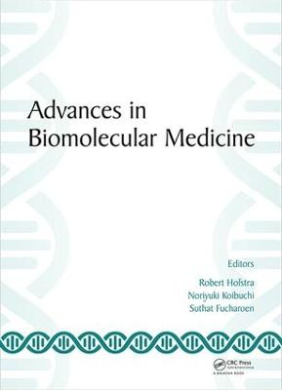 Advances in
Biomolecular Medicine
Editors
Robert Hofstra
Noriyuki Koibuchi
Suthat Fucharoen
CRC Press